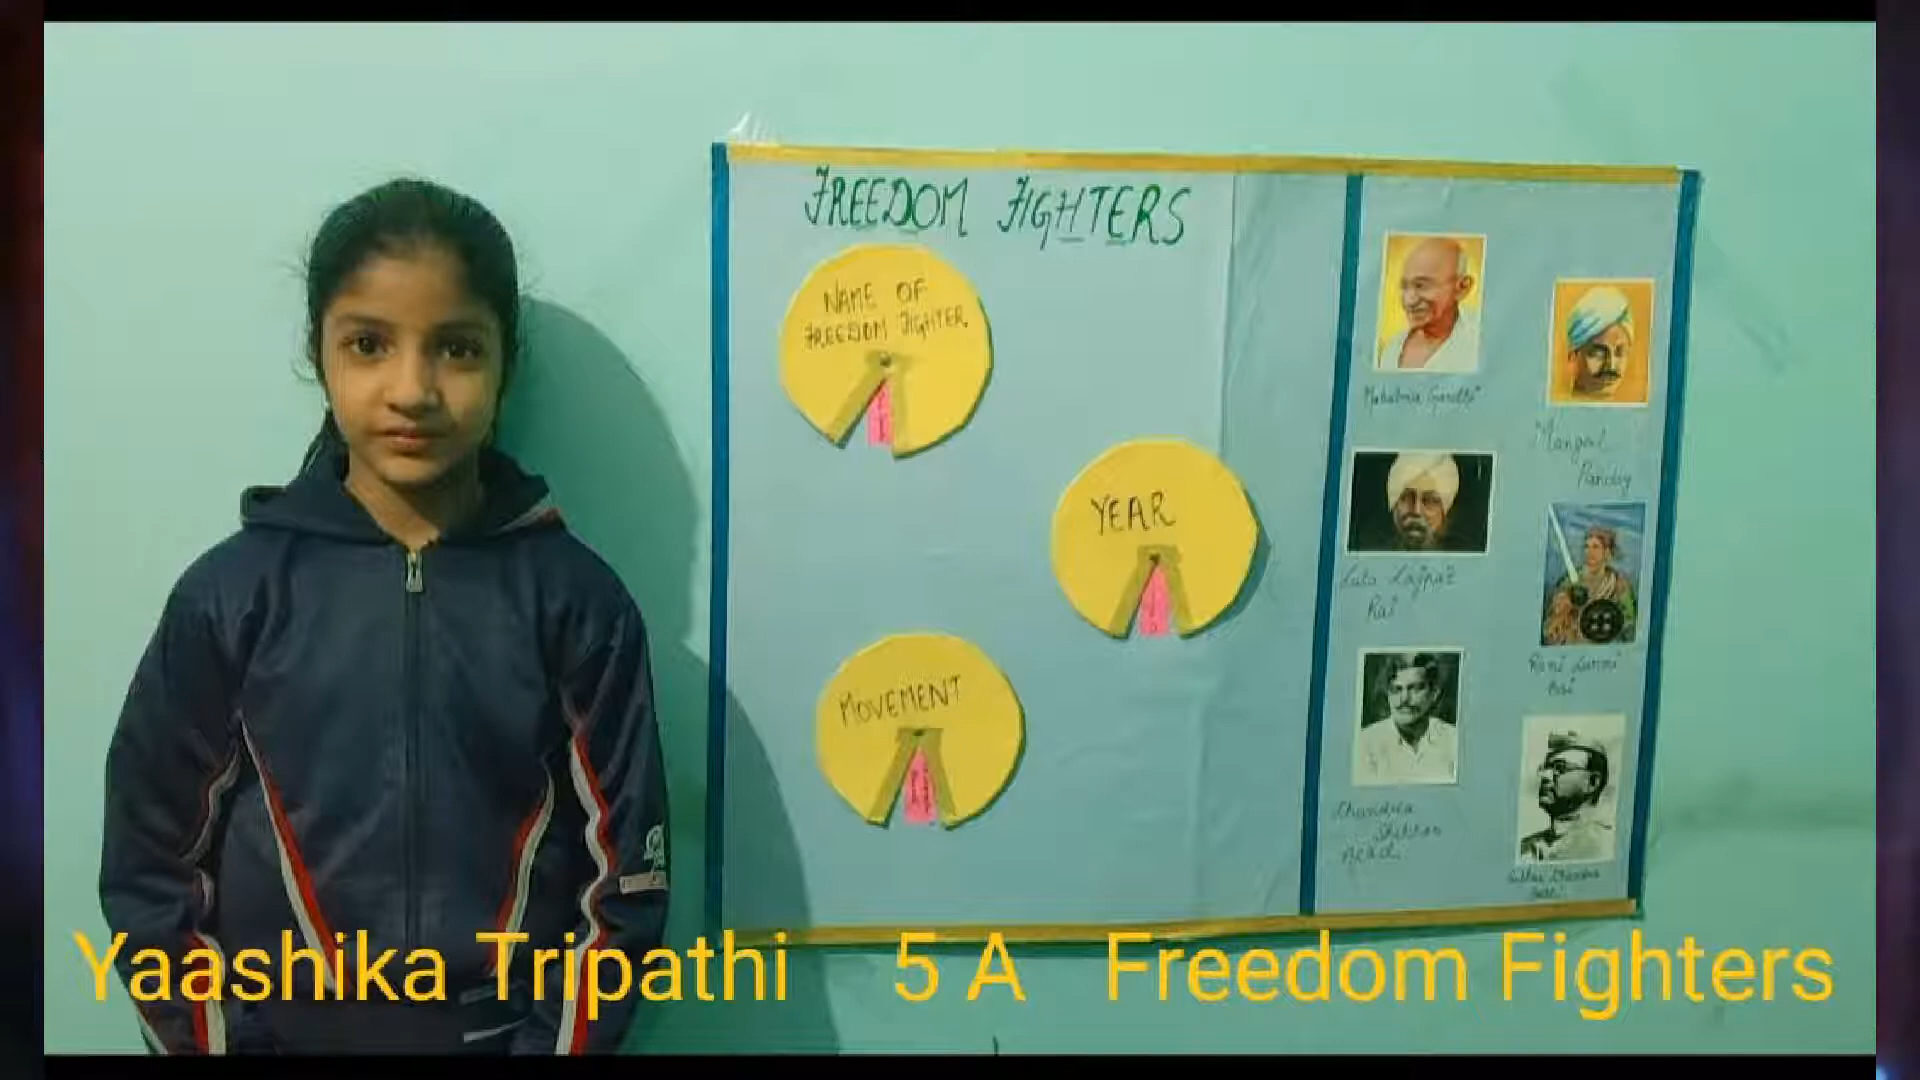 FREEDOM FIGHTERS
NAME OF
FREEDOM FIGHTER
YEAR
MOVEMENT
Mahatma Gandhi
Mangal
Panday
Lala Lajpat
Rai
Rani Laxmi
Bai
Chandra
Shekhar
Azad
Subhas Chandra
Bose
Yaashika Tripathi 5 A Freedom Fighters